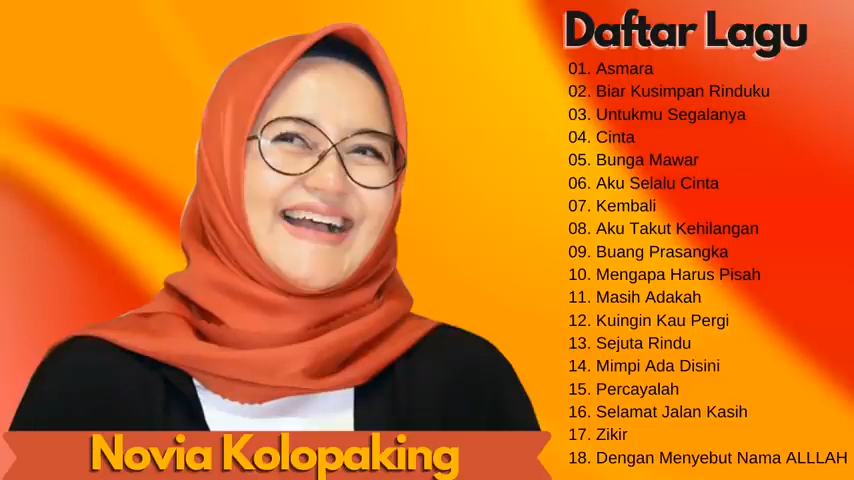 Daftar Lagu
01. Asmara
02. Biar Kusimpan Rinduku
03. Untukmu Segalanya
04. Cinta
05. Bunga Mawar
06. Aku Selalu Cinta
07. Kembali
08. Aku Takut Kehilangan
09. Buang Prasangka
10. Mengapa Harus Pisah
11. Masih Adakah
12. Kuingin Kau Pergi
13. Sejuta Rindu
14. Mimpi Ada Disini
15. Percayalah
16. Selamat Jalan Kasih
17. Zikir
18. Dengan Menyebut Nama ALLLAH
Novia Kolopaking